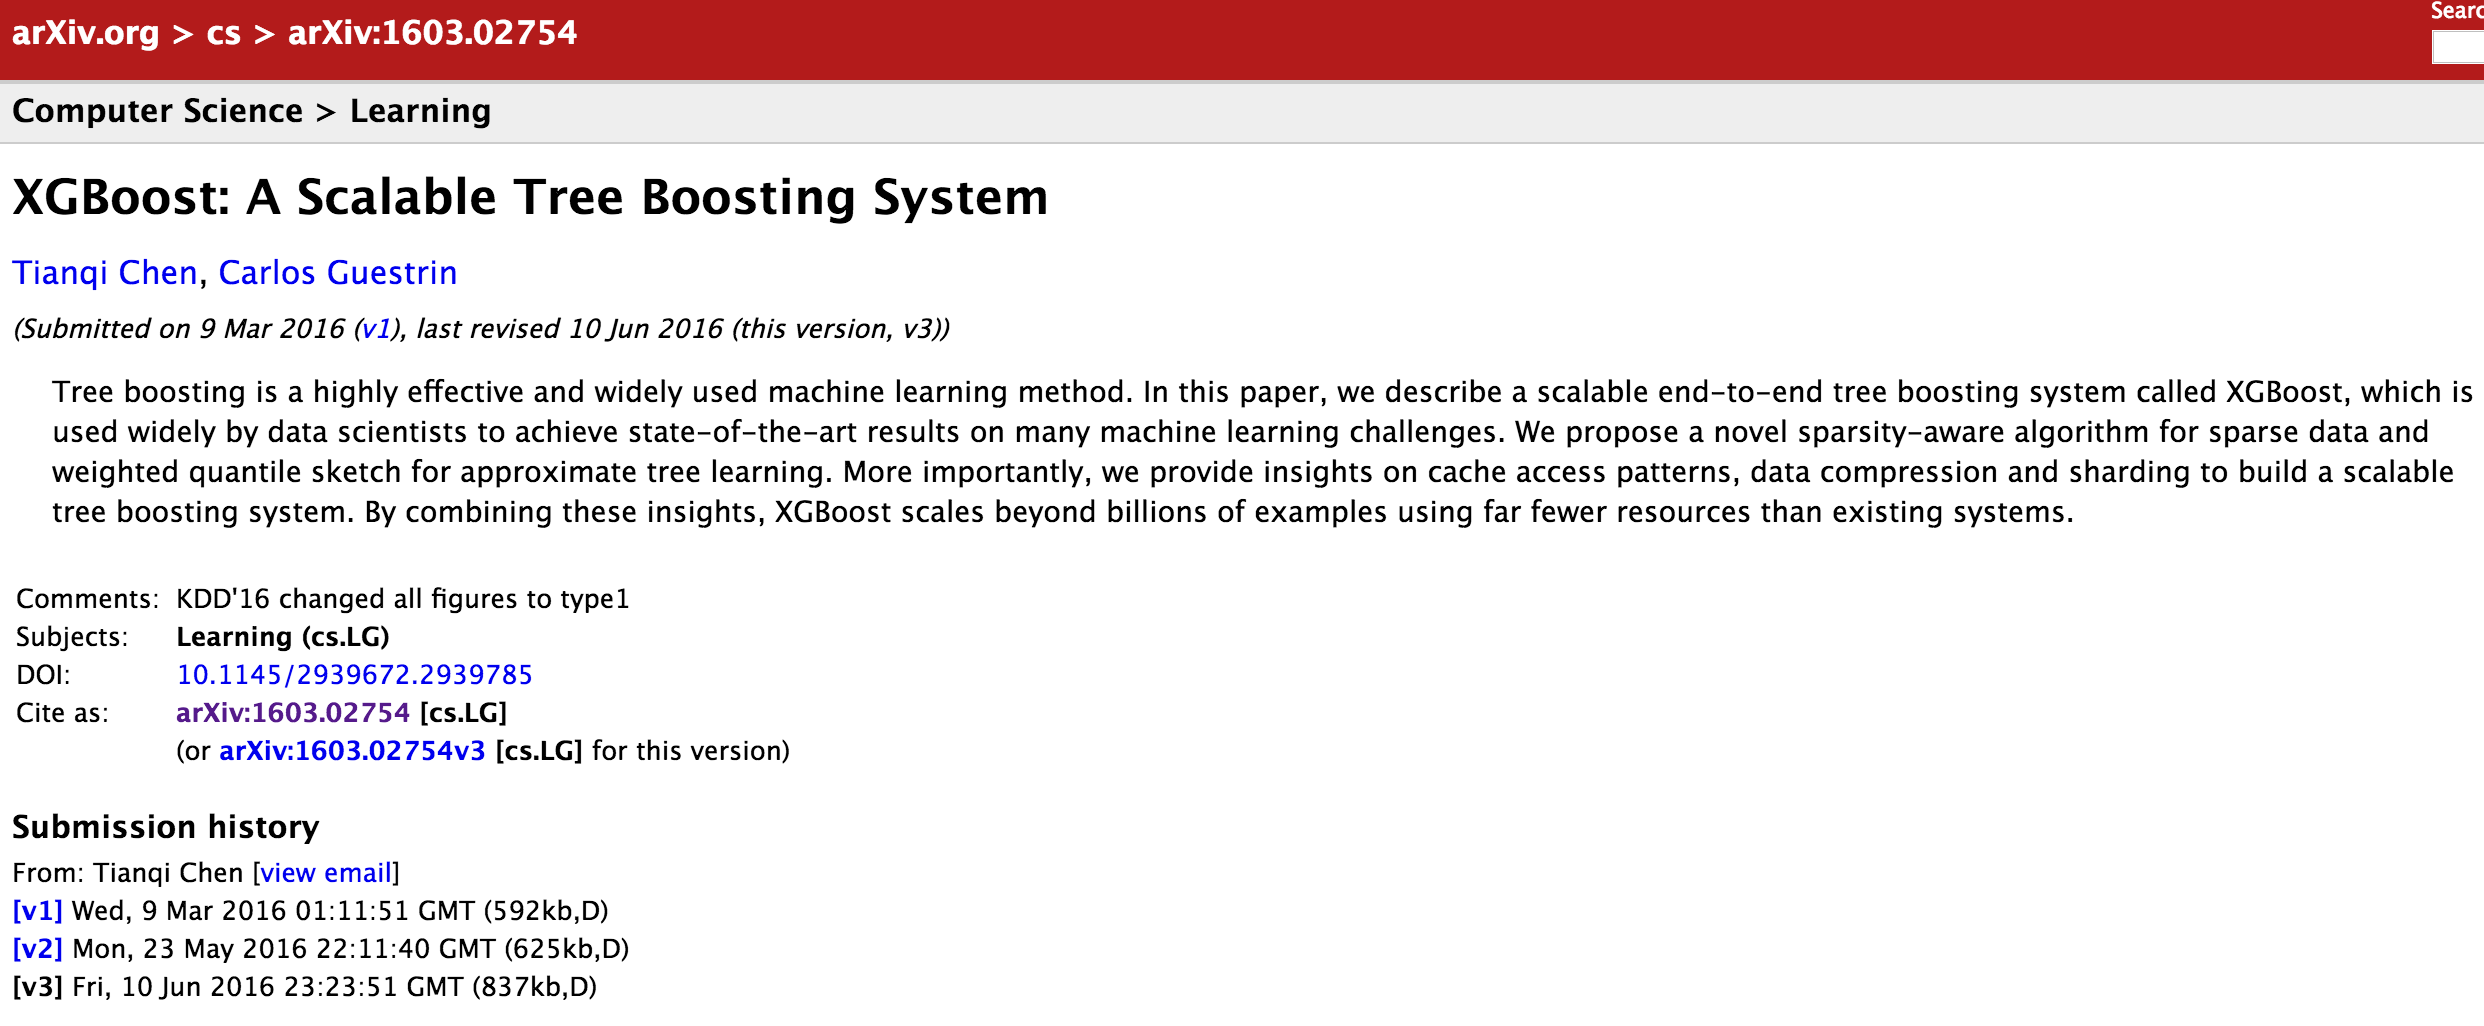 arXiv.org > cs > arXiv:1603.02754
Computer Science > Learning
XGBoost: A Scalable Tree Boosting System
Tianqi Chen, Carlos Guestrin
(Submitted on 9 Mar 2016 (v1), last revised 10 Jun 2016 (this version, v3))
Tree boosting is a highly effective and widely used machine learning method. In this paper, we describe a scalable end-to-end tree boosting system called XGBoost, which is
used widely by data scientists to achieve state-of-the-art results on many machine learning challenges. We propose a novel sparsity-aware algorithm for sparse data and
weighted quantile sketch for approximate tree learning. More importantly, we provide insights on cache access patterns, data compression and sharding to build a scalable
tree boosting system. By combining these insights, XGBoost scales beyond billions of examples using far fewer resources than existing systems.
Comments: KDD'16 changed all figures to type1
Subjects: Learning (cs.LG)
DOI: 10.1145/2939672.2939785
Cite as: arXiv:1603.02754 [cs.LG]
(or arXiv:1603.02754v3 [cs.LG] for this version)
Submission history
From: Tianqi Chen [view email]
[v1] Wed, 9 Mar 2016 01:11:51 GMT (592kb,D)
[v2] Mon, 23 May 2016 22:11:40 GMT (625kb,D)
[v3] Fri, 10 Jun 2016 23:23:51 GMT (837kb,D)